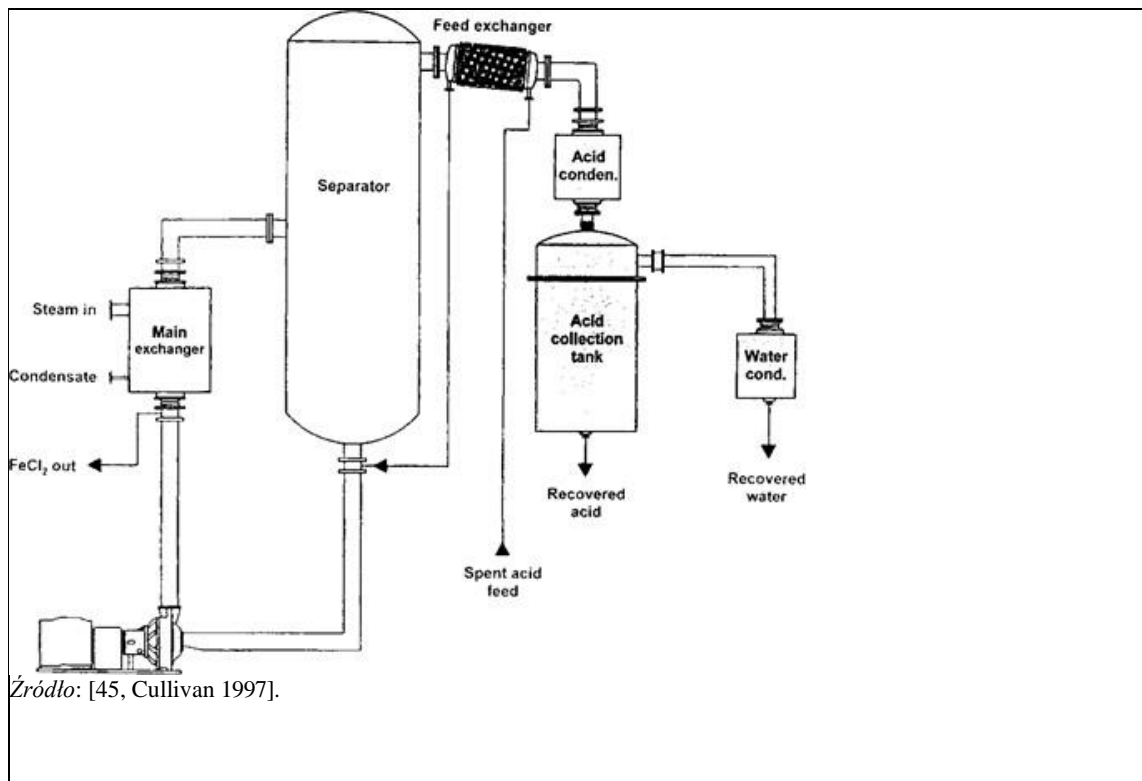 Feed exchanger
Acid
conden.
Separator
Steam in
Main
exchanger
Condensate
Acid
collection
tank
Water
cond.
FeCl₂ out
Recovered
acid
Recovered
water
Spent acid
feed
Źródło: [45, Cullivan 1997].